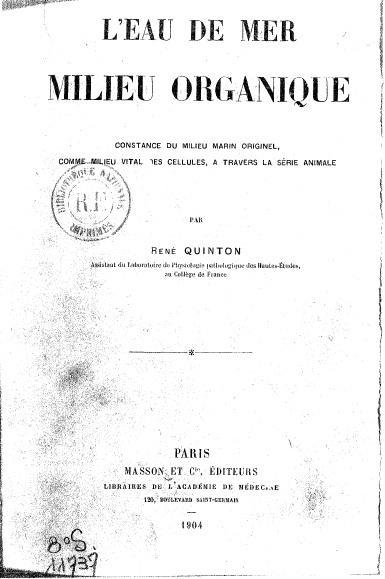 L'EAU DE MER
MILIEU ORGANIQUE
CONSTANCE DU MILIEU MARIN ORIGINEL,
COMME MILIEU VITAL DES CELLULES, A TRAVERS LA SÉRIE ANIMALE
BIBLIOTHÈQUE NATIONALE
R.F.
IMPRIMÉS
PAR
RENÉ QUINTON
Assistant du Laboratoire de Physiologie pathologique des Hautes-Études,
au Collège de France
PARIS
MASSON ET Cie, ÉDITEURS
LIBRAIRES DE L'ACADÉMIE DE MÉDECINE
120, BOULEVARD SAINT-GERMAIN
1904
8° S.
11737